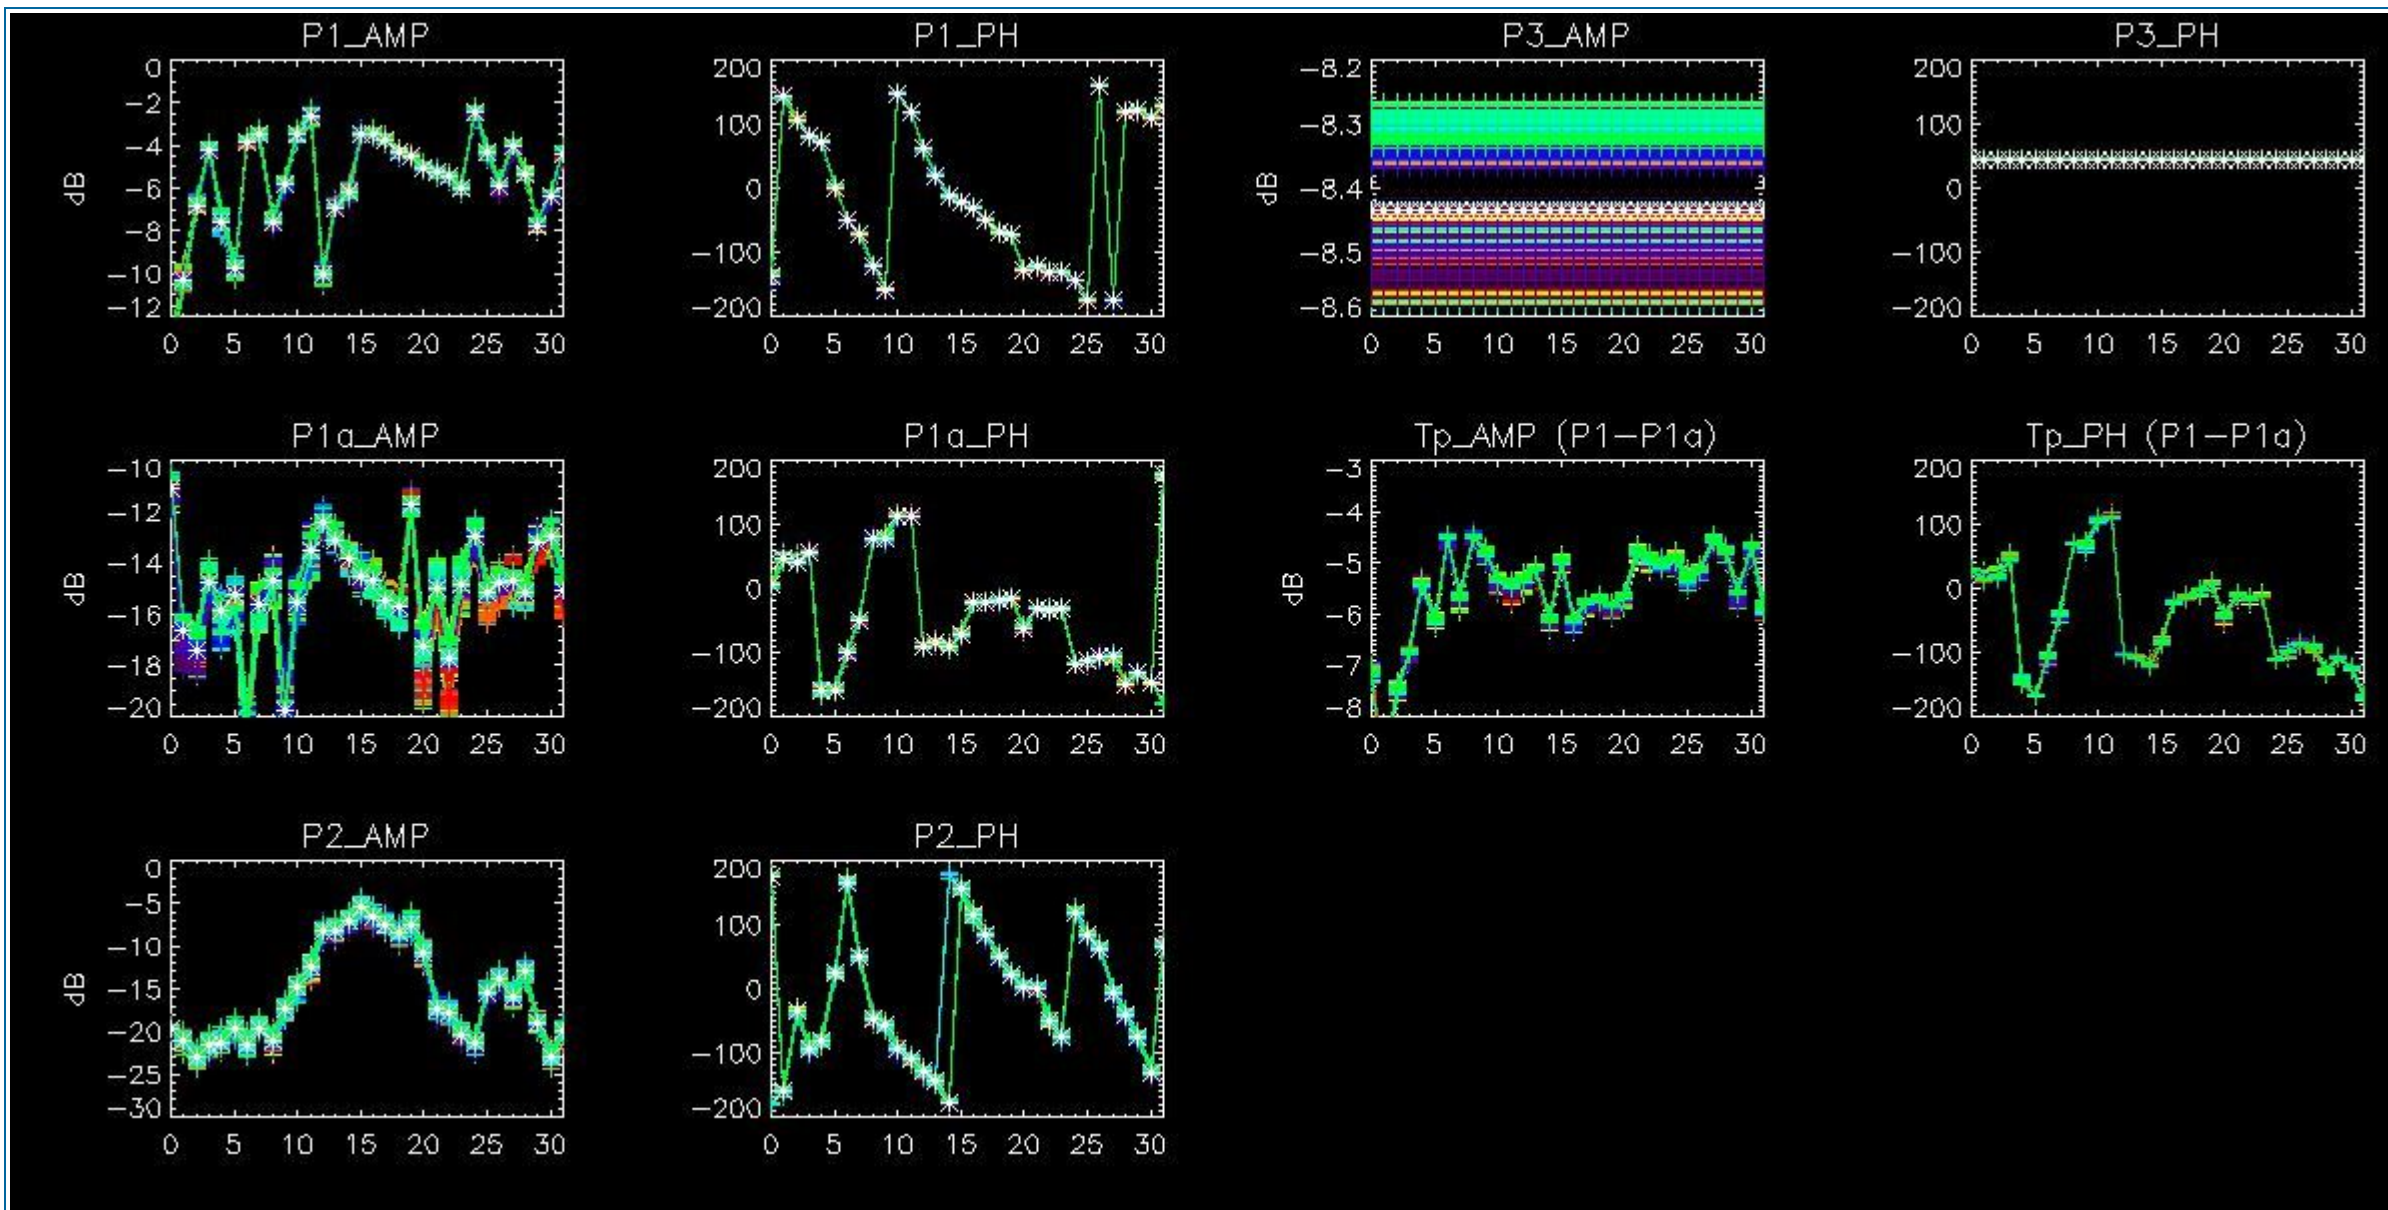 P1_AMP
0
−2
−4
−6
−8
−10
−12
dB
0 5 10 15 20 25 30
P1_PH
200
100
0
−100
−200
0 5 10 15 20 25 30
P3_AMP
−8.2
−8.3
−8.4
−8.5
−8.6
dB
0 5 10 15 20 25 30
P3_PH
200
100
0
−100
−200
0 5 10 15 20 25 30
P1a_AMP
−10
−12
−14
−16
−18
−20
dB
0 5 10 15 20 25 30
P1a_PH
200
100
0
−100
−200
0 5 10 15 20 25 30
Tp_AMP (P1−P1a)
−3
−4
−5
−6
−7
−8
dB
0 5 10 15 20 25 30
Tp_PH (P1−P1a)
200
100
0
−100
−200
0 5 10 15 20 25 30
P2_AMP
0
−5
−10
−15
−20
−25
−30
dB
0 5 10 15 20 25 30
P2_PH
200
100
0
−100
−200
0 5 10 15 20 25 30